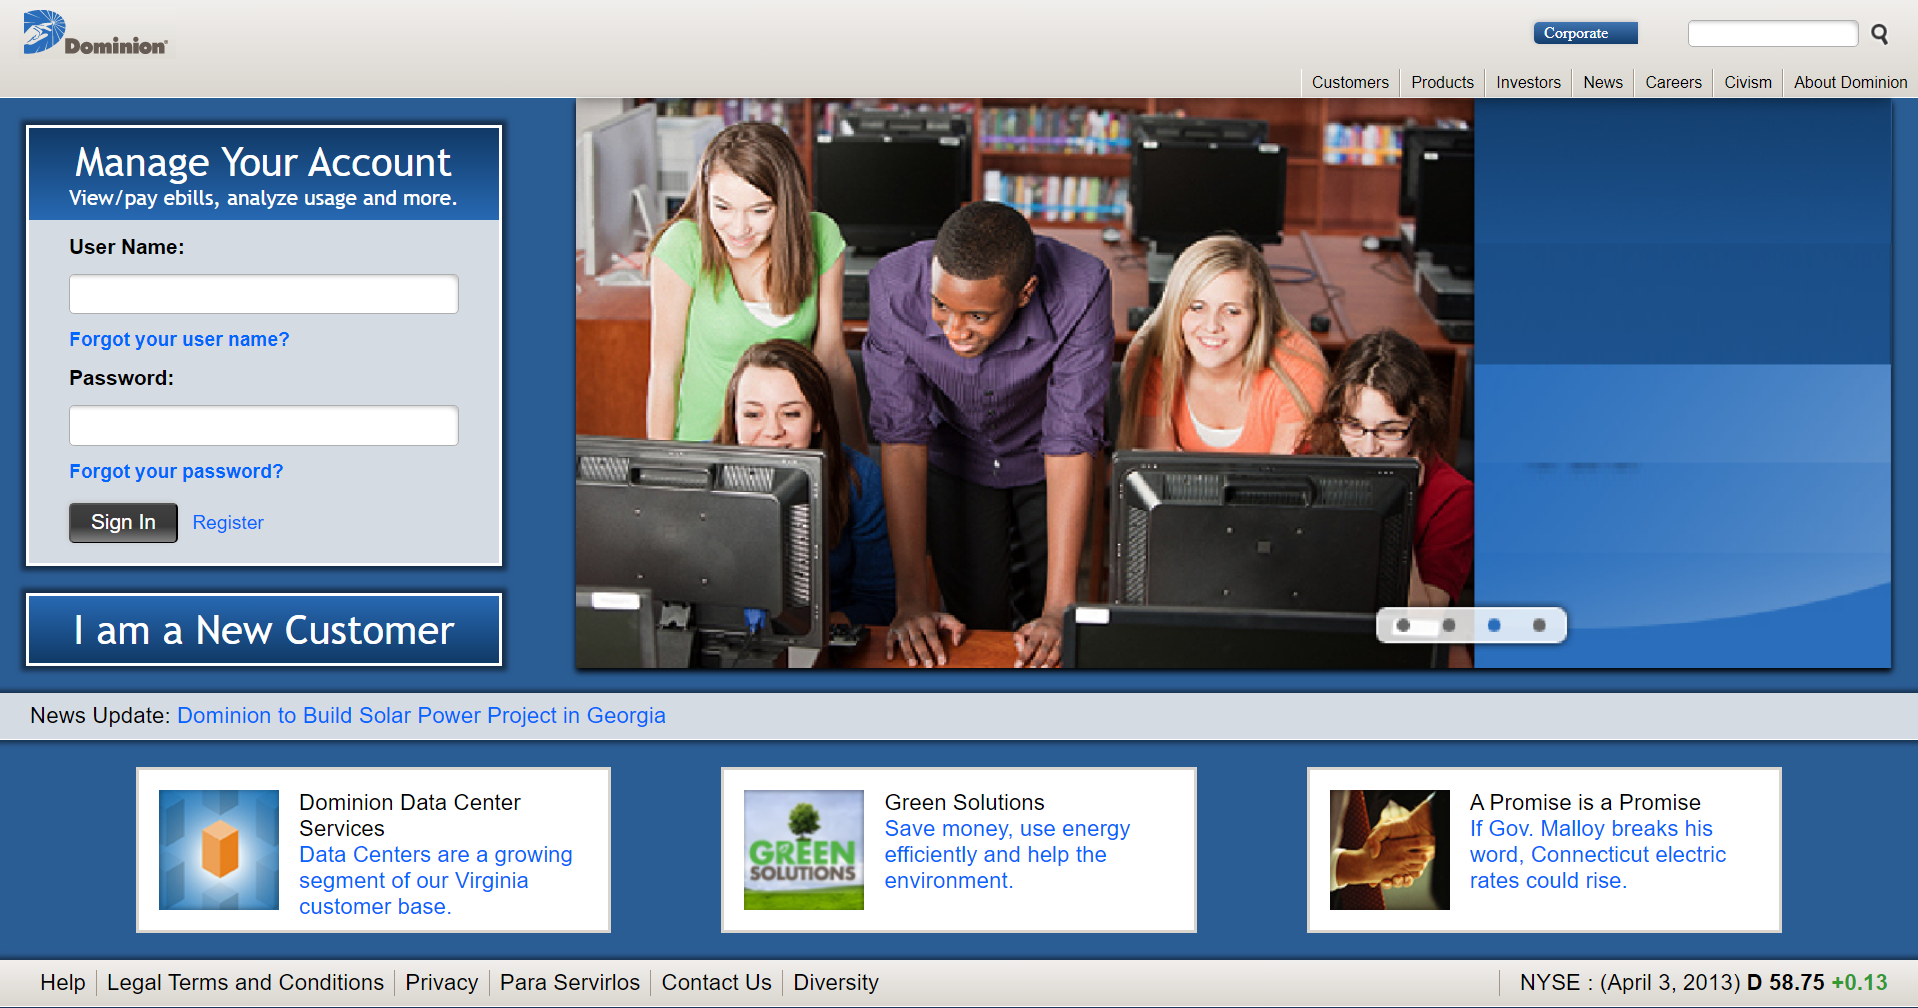 Dominion
Corporate
Customers Products Investors News Careers Civism About Dominion
Manage Your Account
View/pay ebills, analyze usage and more.
User Name:
Forgot your user name?
Password:
Forgot your password?
Sign In Register
I am a New Customer
News Update: Dominion to Build Solar Power Project in Georgia
Dominion Data Center
Services
Data Centers are a growing
segment of our Virginia
customer base.
GREEN
SOLUTIONS
Green Solutions
Save money, use energy
efficiently and help the
environment.
A Promise is a Promise
If Gov. Malloy breaks his
word, Connecticut electric
rates could rise.
Help Legal Terms and Conditions Privacy Para Servirlos Contact Us Diversity
NYSE : (April 3, 2013) D 58.75 +0.13